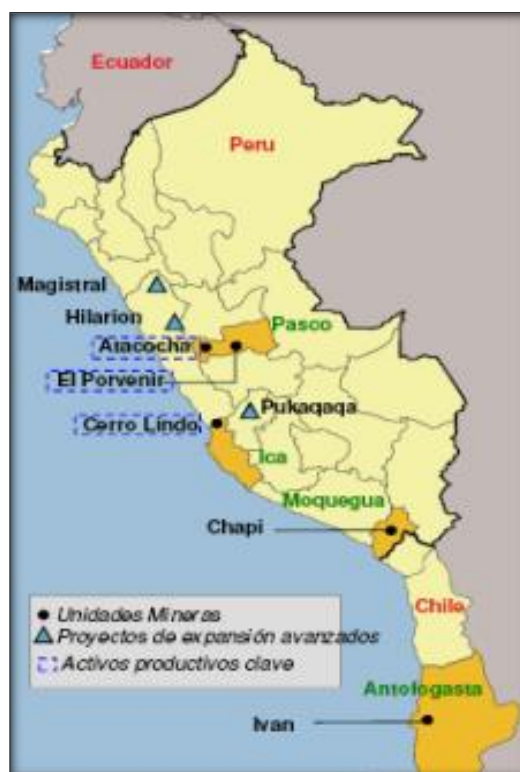 Ecuador
Peru
Magistral
Hilarion
Pasco
Atacocha
El Porvenir
Pukaqaqa
Cerro Lindo
Ica
Moquegua
Chapi
Chile
Unidades Mineras
Proyectos de expansión avanzados
Activos productivos clave
Antofagasta
Ivan